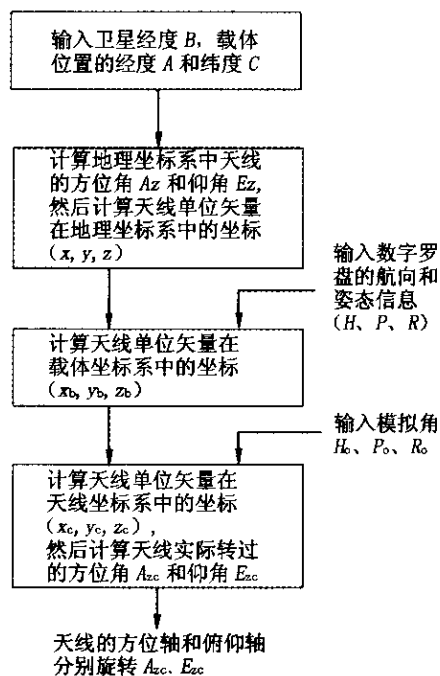 输入卫星经度 B, 载体
位置的经度 A 和纬度 C
计算地理坐标系中天线
的方位角 Az 和仰角 Ez,
然后计算天线单位矢量
在地理坐标系中的坐标
(x, y, z)
输入数字罗
盘的航向和
姿态信息
(H、P、R)
计算天线单位矢量在
载体坐标系中的坐标
(xb, yb, zb)
输入模拟角
Ho、Po、Ro
计算天线单位矢量在
天线坐标系中的坐标
(xc, yc, zc),
然后计算天线实际转过
的方位角 Azc 和仰角 Ezc
天线的方位轴和俯仰轴
分别旋转 Azc、Ezc